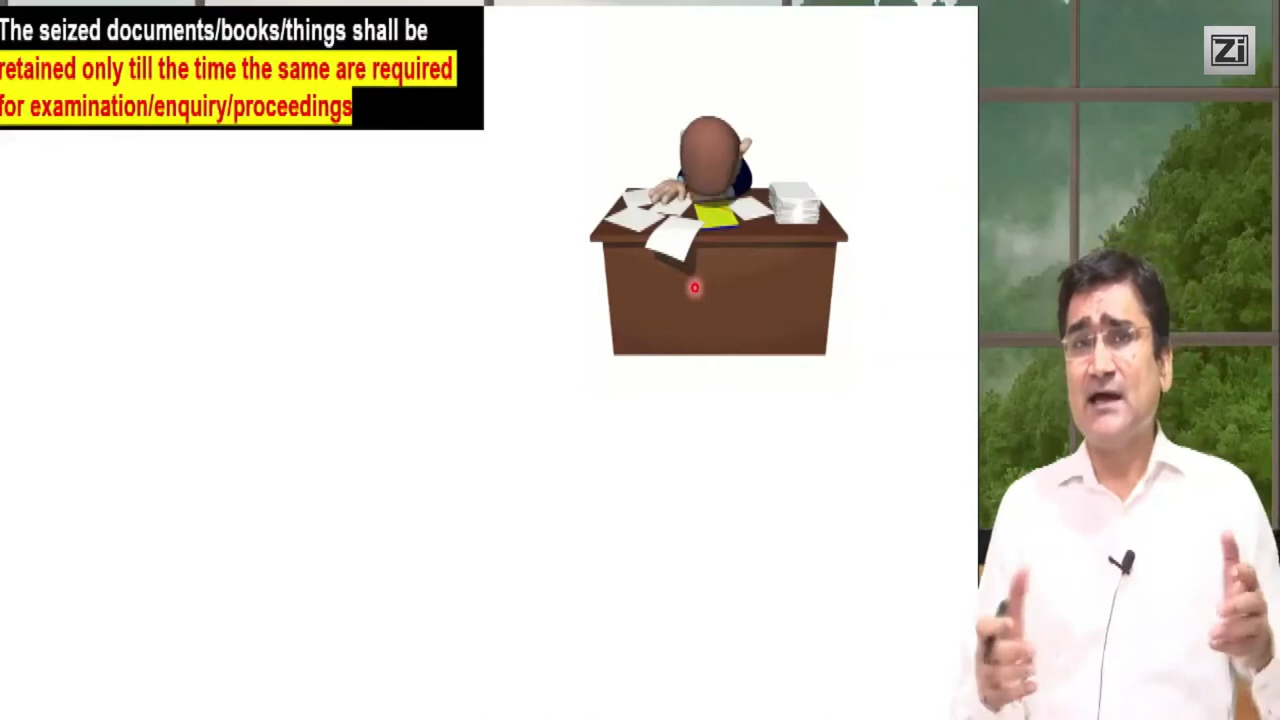 The seized documents/books/things shall be
retained only till the time the same are required
for examination/enquiry/proceedings
Zi